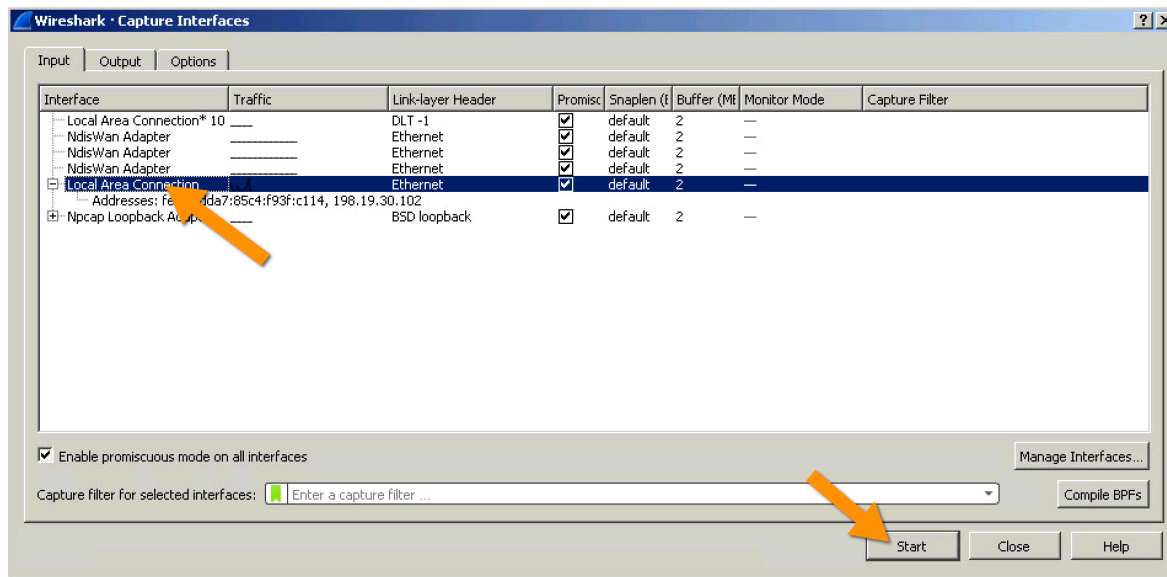 Wireshark · Capture Interfaces
Input Output Options
Interface Traffic Link-layer Header Promisc Snaplen (B Buffer (MB Monitor Mode Capture Filter
Local Area Connection* 10 DLT -1 default 2 —
NdisWan Adapter Ethernet default 2 —
NdisWan Adapter Ethernet default 2 —
NdisWan Adapter Ethernet default 2 —
Local Area Connection Ethernet default 2 —
Addresses: 198.19.30.102
Npcap Loopback BSD loopback default 2 —
Enable promiscuous mode on all interfaces
Manage Interfaces...
Capture filter for selected interfaces: Enter a capture filter ... Compile BPFs
Start Close Help